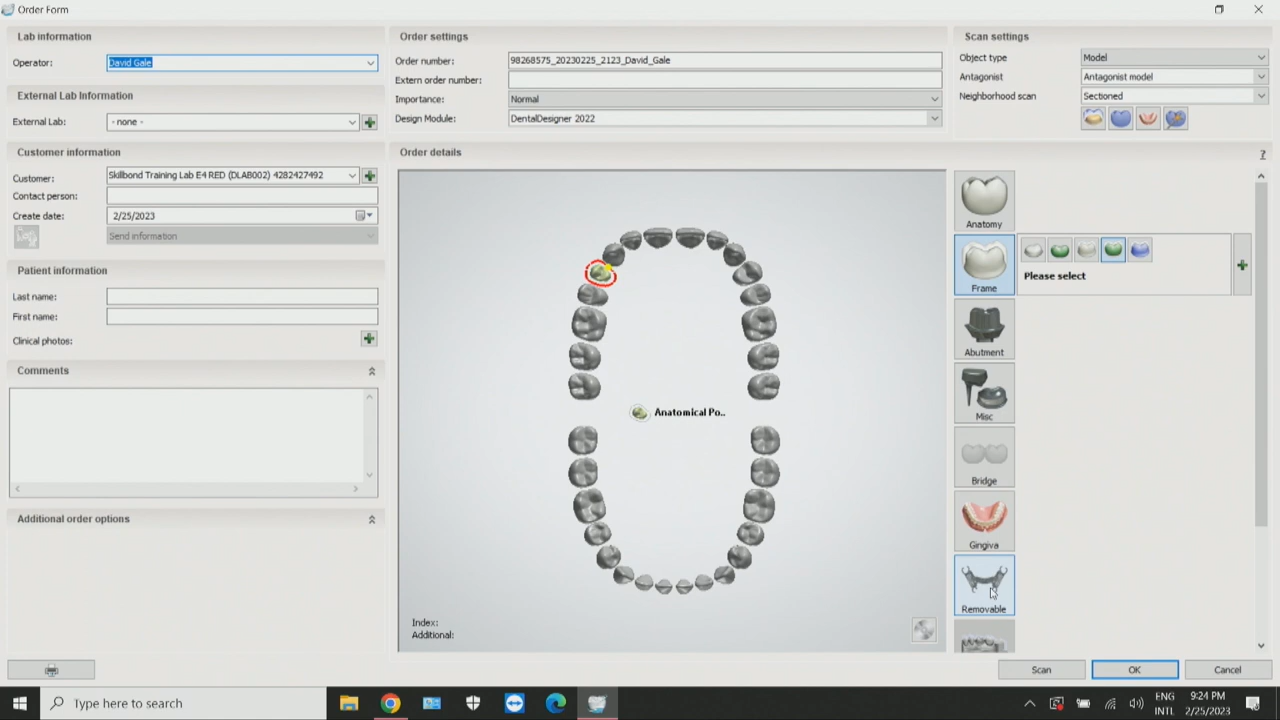 Order Form
Lab information
Operator:
David Gale
External Lab Information
External Lab:
- none -
Customer information
Customer:
Skillbond Training Lab E4 RED (DLAB002) 4282427492
Contact person:
Create date:
2/25/2023
Send information
Patient information
Last name:
First name:
Clinical photos:
Comments
Additional order options
Order settings
Order number:
98268575_20230225_2123_David_Gale
Extern order number:
Importance:
Normal
Design Module:
DentalDesigner 2022
Order details
?
Anatomical Po..
Index:
Additional:
Scan settings
Object type
Model
Antagonist
Antagonist model
Neighborhood scan
Sectioned
Anatomy
Frame
Please select
Abutment
Misc
Bridge
Gingiva
Removable
Scan
OK
Cancel
Type here to search
ENG
INTL
9:24 PM
2/25/2023